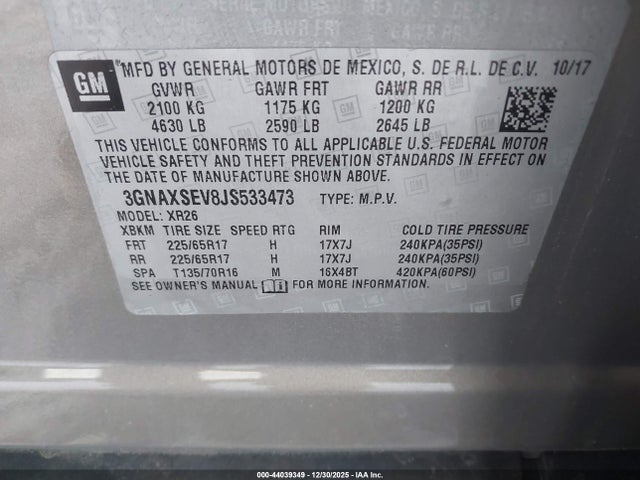 GM
MFD BY GENERAL MOTORS DE MEXICO, S. DE R.L. DE C.V. 10/17
GVWR GAWR FRT GAWR RR
2100 KG 1175 KG 1200 KG
4630 LB 2590 LB 2645 LB
THIS VEHICLE CONFORMS TO ALL APPLICABLE U.S. FEDERAL MOTOR
VEHICLE SAFETY AND THEFT PREVENTION STANDARDS IN EFFECT ON
THE DATE OF MANUFACTURE SHOWN ABOVE.
3GNAXSEV8JS533473 TYPE: M.P.V.
MODEL: XR26
XBKM TIRE SIZE SPEED RTG RIM COLD TIRE PRESSURE
FRT 225/65R17 H 17X7J 240KPA(35PSI)
RR 225/65R17 H 17X7J 240KPA(35PSI)
SPA T135/70R16 M 16X4BT 420KPA(60PSI)
SEE OWNER'S MANUAL FOR MORE INFORMATION.
000-44039349 - 12/30/2025 - IAA Inc.